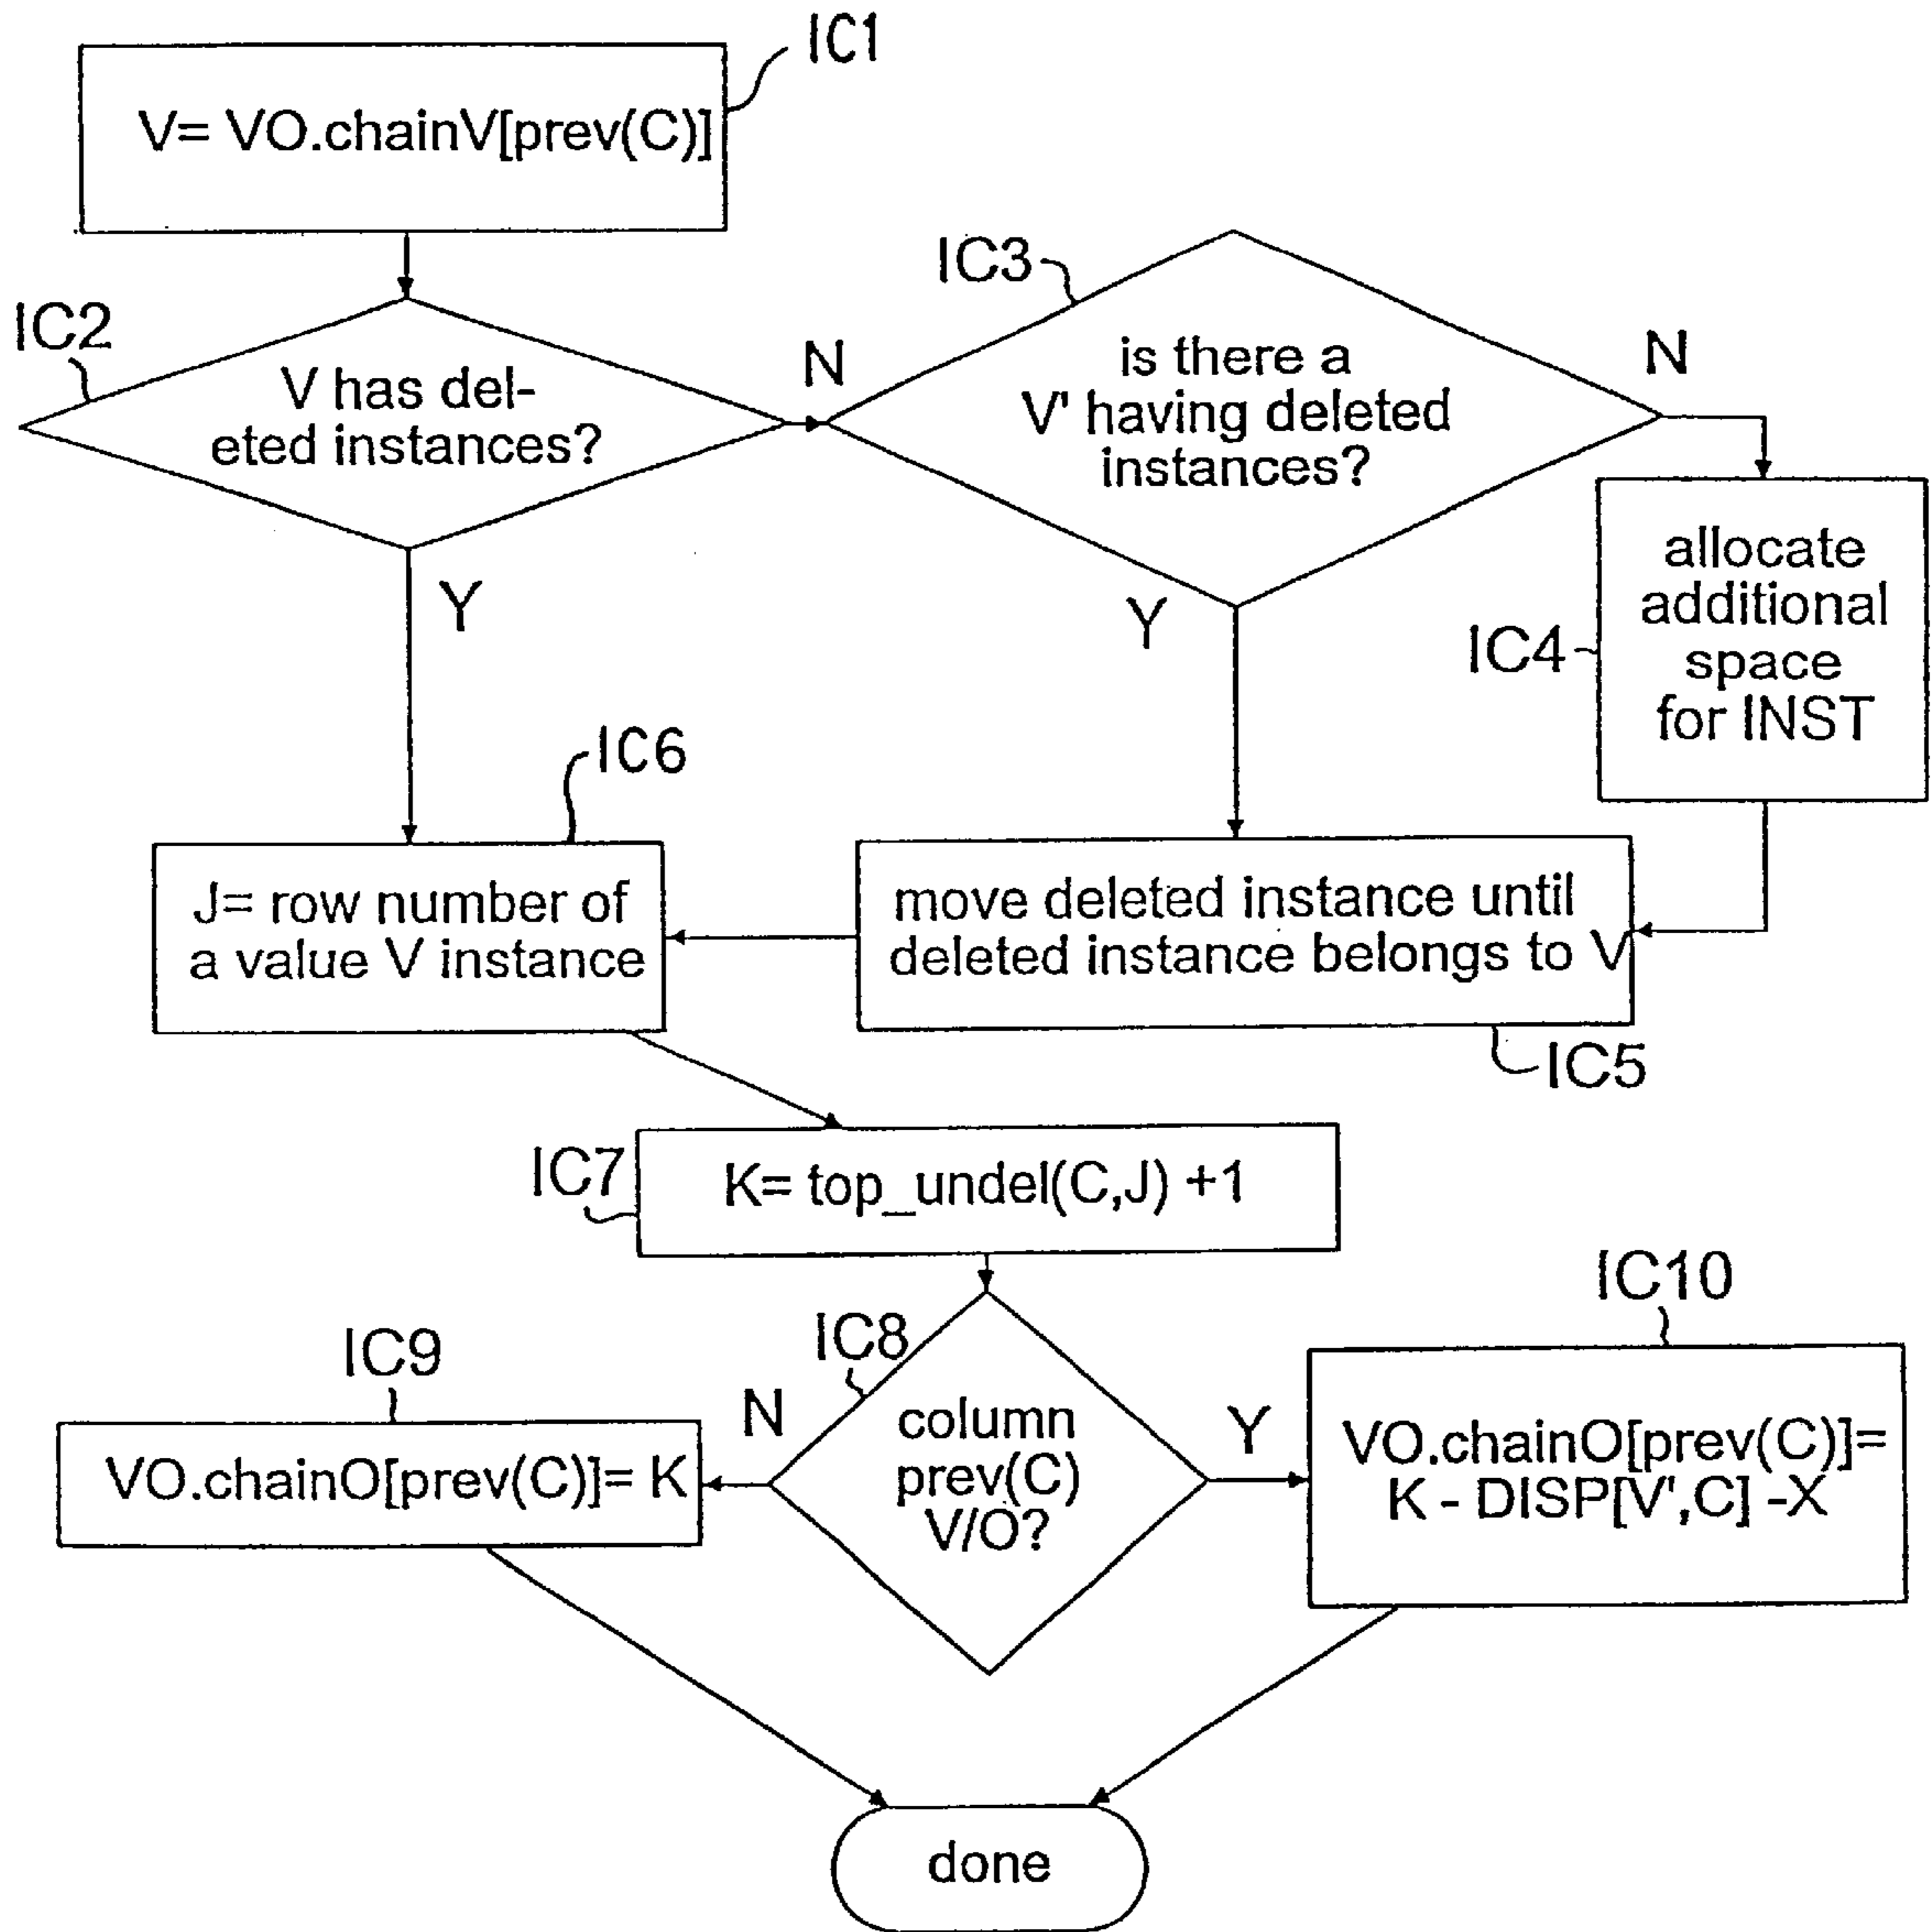 IC1
V= VO.chainV[prev(C)]
IC2
V has del-
eted instances?
N
IC3
is there a
V' having deleted
instances?
N
Y
Y
IC4
allocate
additional
space
for INST
IC6
J= row number of
a value V instance
move deleted instance until
deleted instance belongs to V
IC5
IC7
K= top_undel(C,J) +1
IC8
column
prev(C)
V/O?
N
Y
IC9
VO.chainO[prev(C)]= K
IC10
VO.chainO[prev(C)]=
K - DISP[V',C] -X
done